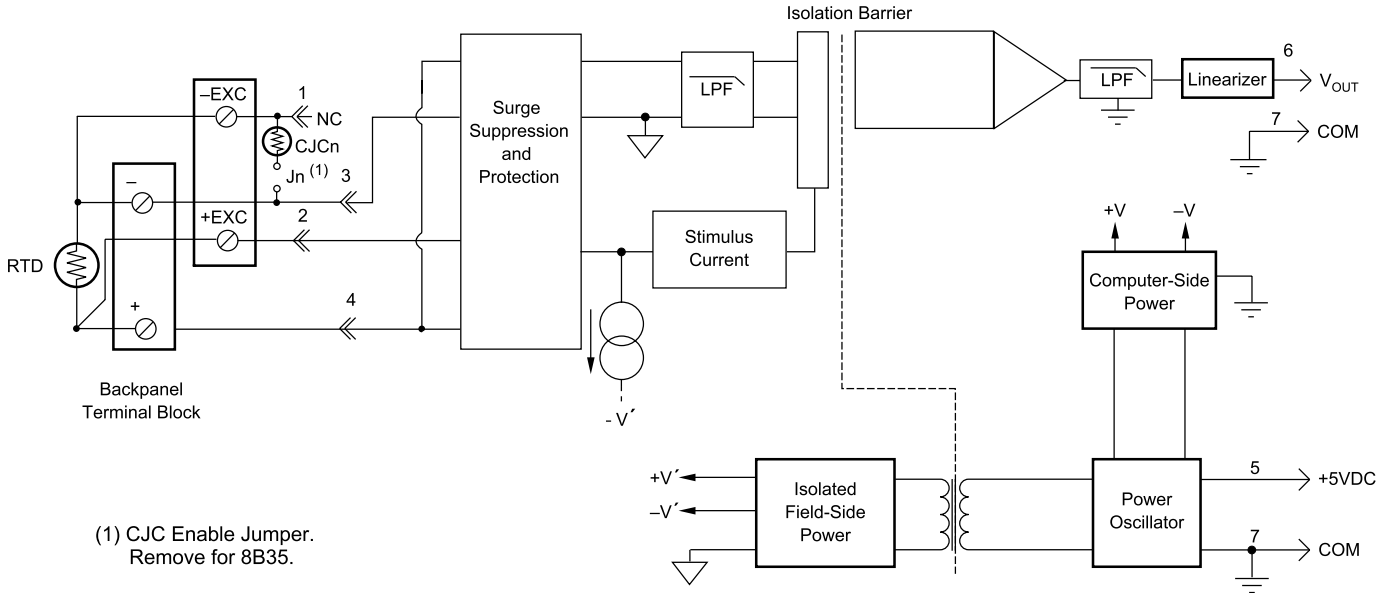 Isolation Barrier
–EXC
1
NC
CJCn
Jn (1)
–
3
+EXC
2
RTD
+
4
Backpanel
Terminal Block
Surge
Suppression
and
Protection
LPF
Stimulus
Current
- V´
LPF
Linearizer
6
VOUT
7
COM
+V
–V
Computer-Side
Power
+V´
–V´
Isolated
Field-Side
Power
Power
Oscillator
5
+5VDC
7
COM
(1) CJC Enable Jumper.
Remove for 8B35.